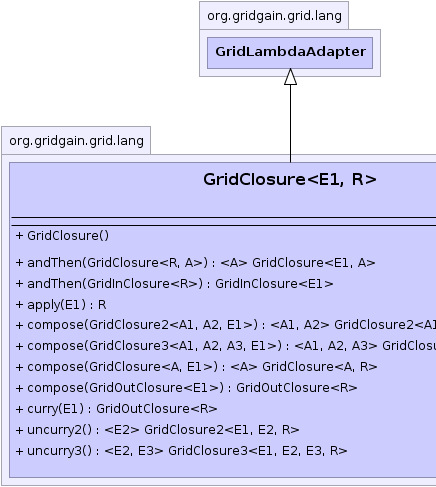 org.gridgain.grid.lang
GridLambdaAdapter
org.gridgain.grid.lang
GridClosure<E1, R>
+ GridClosure()
+ andThen(GridClosure<R, A>) : <A> GridClosure<E1, A>
+ andThen(GridInClosure<R>) : GridInClosure<E1>
+ apply(E1) : R
+ compose(GridClosure2<A1, A2, E1>) : <A1, A2> GridClosure2<A1
+ compose(GridClosure3<A1, A2, A3, E1>) : <A1, A2, A3> GridClos
+ compose(GridClosure<A, E1>) : <A> GridClosure<A, R>
+ compose(GridOutClosure<E1>) : GridOutClosure<R>
+ curry(E1) : GridOutClosure<R>
+ uncurry2() : <E2> GridClosure2<E1, E2, R>
+ uncurry3() : <E2, E3> GridClosure3<E1, E2, E3, R>